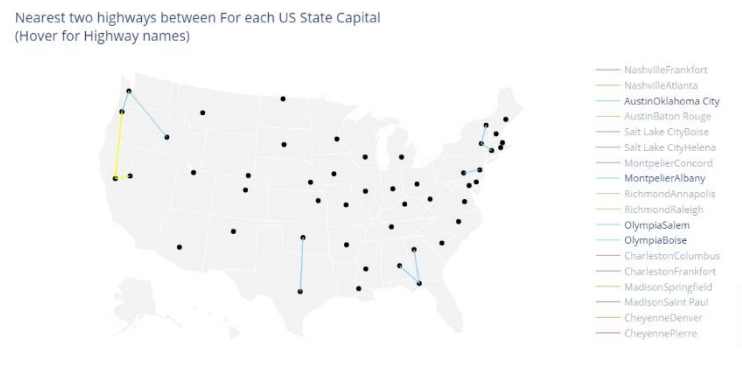 Nearest two highways between For each US State Capital
(Hover for Highway names)
NashvilleFrankfort
NashvilleAtlanta
AustinOklahoma City
AustinBaton Rouge
Salt Lake CityBoise
Salt Lake CityHelena
MontpelierConcord
MontpelierAlbany
RichmondAnnapolis
RichmondRaleigh
OlympiaSalem
OlympiaBoise
CharlestonColumbus
CharlestonFrankfort
MadisonSpringfield
MadisonSaint Paul
CheyenneDenver
CheyennePierre